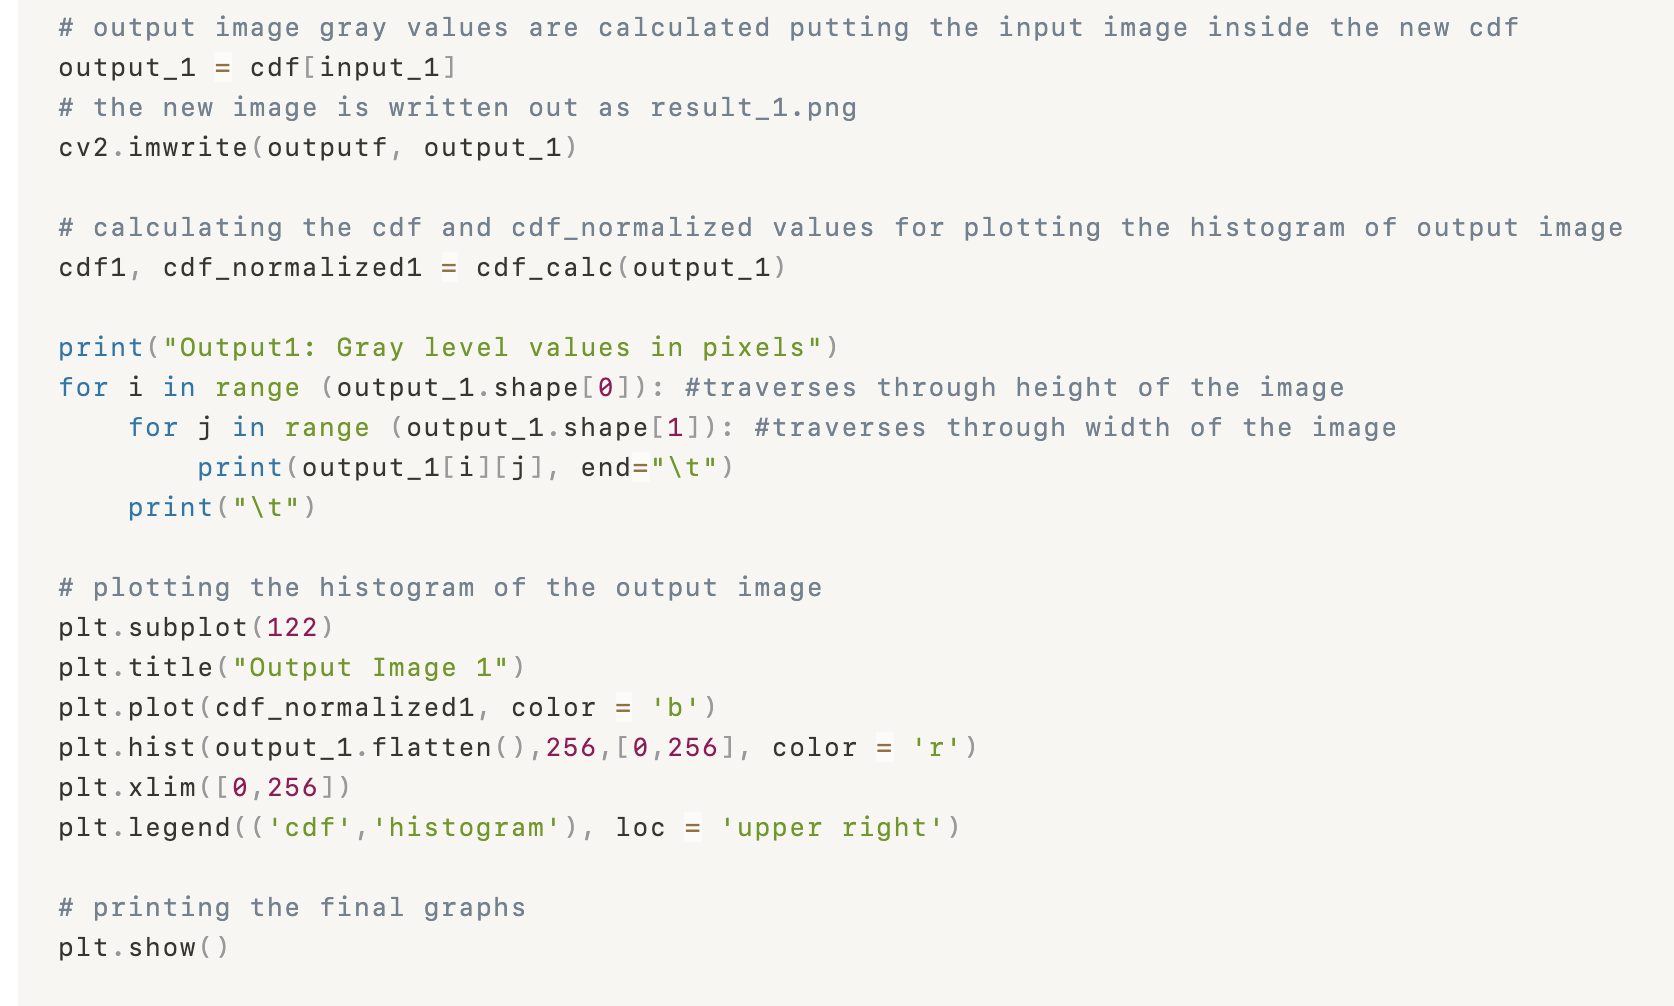 # output image gray values are calculated putting the input image inside the new cdf
output_1 = cdf[input_1]
# the new image is written out as result_1.png
cv2.imwrite(outputf, output_1)

# calculating the cdf and cdf_normalized values for plotting the histogram of output image
cdf1, cdf_normalized1 = cdf_calc(output_1)

print("Output1: Gray level values in pixels")
for i in range (output_1.shape[0]): #traverses through height of the image
    for j in range (output_1.shape[1]): #traverses through width of the image
        print(output_1[i][j], end="\t")
    print("\t")

# plotting the histogram of the output image
plt.subplot(122)
plt.title("Output Image 1")
plt.plot(cdf_normalized1, color = 'b')
plt.hist(output_1.flatten(),256,[0,256], color = 'r')
plt.xlim([0,256])
plt.legend(('cdf','histogram'), loc = 'upper right')

# printing the final graphs
plt.show()